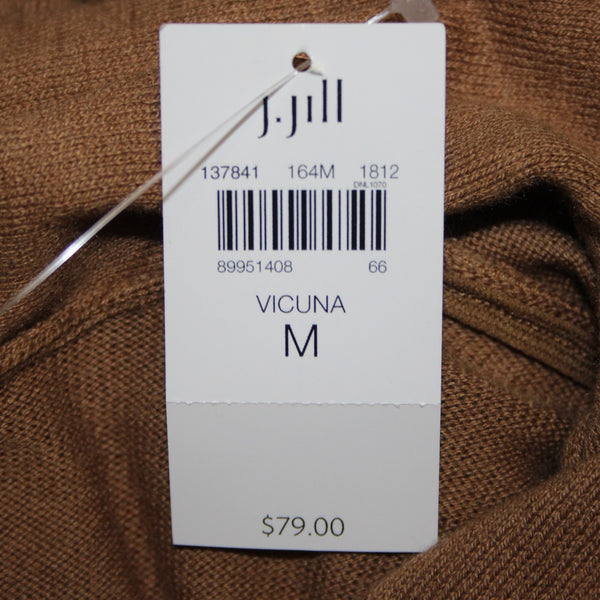 J.Jill
137841 164M 1812
DNL1070
89951408 66
VICUNA
M
$79.00